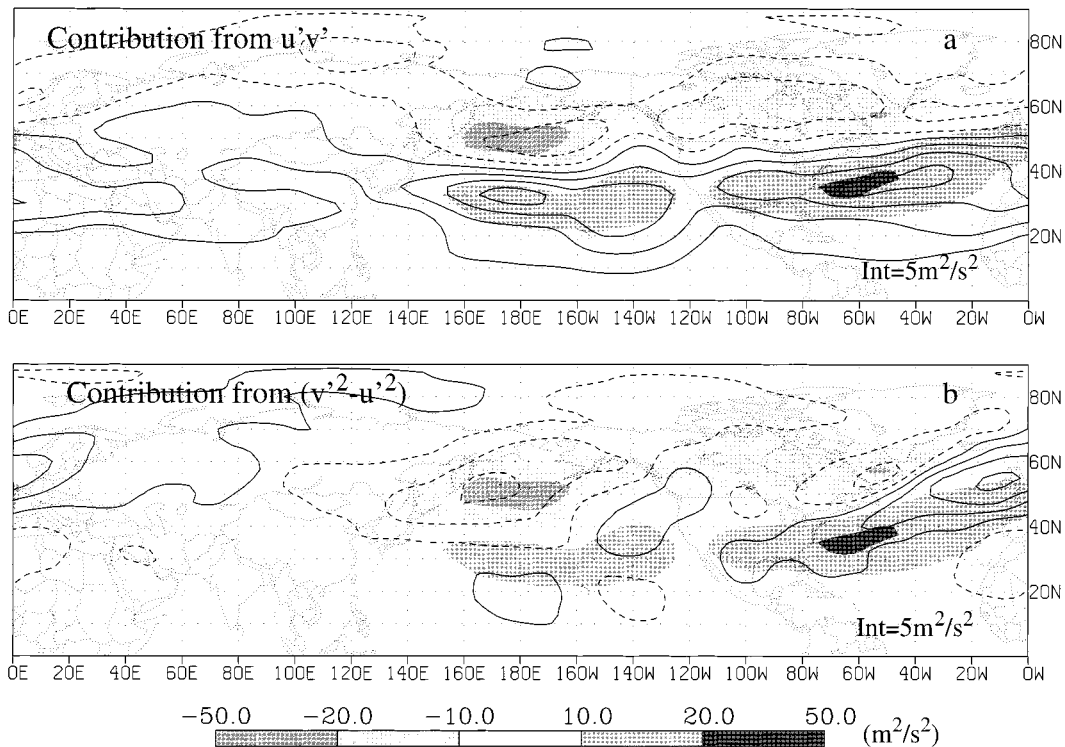 Contribution from u'v'
a
80N
60N
40N
20N
Int=5m²/s²
0E 20E 40E 60E 80E 100E 120E 140E 160E 180E 160W 140W 120W 100W 80W 60W 40W 20W 0W
Contribution from (v'²-u'²)
b
80N
60N
40N
20N
Int=5m²/s²
0E 20E 40E 60E 80E 100E 120E 140E 160E 180E 160W 140W 120W 100W 80W 60W 40W 20W 0W
−50.0 −20.0 −10.0 10.0 20.0 50.0 (m²/s²)